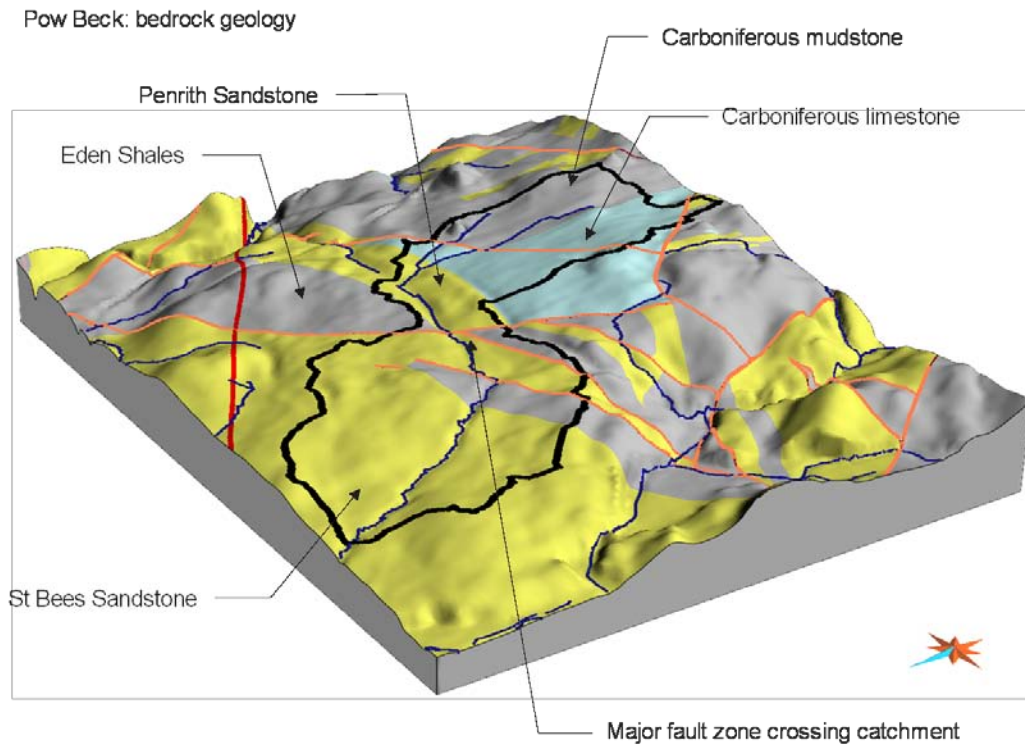 Pow Beck: bedrock geology
Carboniferous mudstone
Penrith Sandstone
Carboniferous limestone
Eden Shales
St Bees Sandstone
Major fault zone crossing catchment